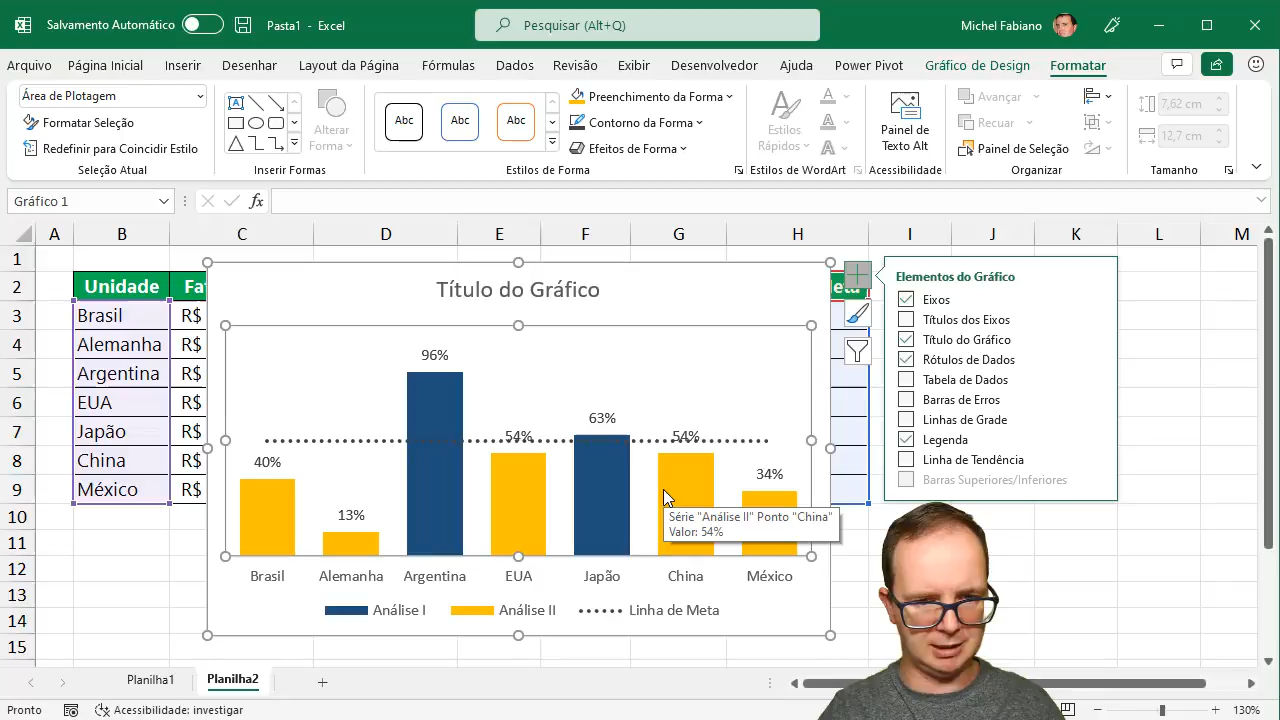 Salvamento Automático
Pasta1 - Excel
Pesquisar (Alt+Q)
Michel Fabiano
Arquivo Página Inicial Inserir Desenhar Layout da Página Fórmulas Dados Revisão Exibir Desenvolvedor Ajuda Power Pivot Gráfico de Design Formatar
Área de Plotagem
Formatar Seleção
Redefinir para Coincidir Estilo
Seleção Atual
Alterar
Forma
Inserir Formas
Abc Abc Abc
Preenchimento da Forma
Contorno da Forma
Efeitos de Forma
Estilos de Forma
Estilos
Rápidos
Estilos de WordArt
Painel de
Texto Alt
Acessibilidade
Avançar
Recuar
Painel de Seleção
Organizar
7,62 cm
12,7 cm
Tamanho
Gráfico 1
fx
A B C D E F G H I J K L M
1
2 Unidade Fa eta
3 Brasil R$
4 Alemanha R$
5 Argentina R$
6 EUA R$
7 Japão R$
8 China R$
9 México R$
10
11
12
13
14
15
Título do Gráfico
40% 13% 96% 54% 63% 54% 34%
Série "Análise II" Ponto "China"
Valor: 54%
Brasil Alemanha Argentina EUA Japão China México
Análise I Análise II Linha de Meta
Elementos do Gráfico
Eixos
Títulos dos Eixos
Título do Gráfico
Rótulos de Dados
Tabela de Dados
Barras de Erros
Linhas de Grade
Legenda
Linha de Tendência
Barras Superiores/Inferiores
Planilha1 Planilha2
Pronto
Acessibilidade: investigar
130%